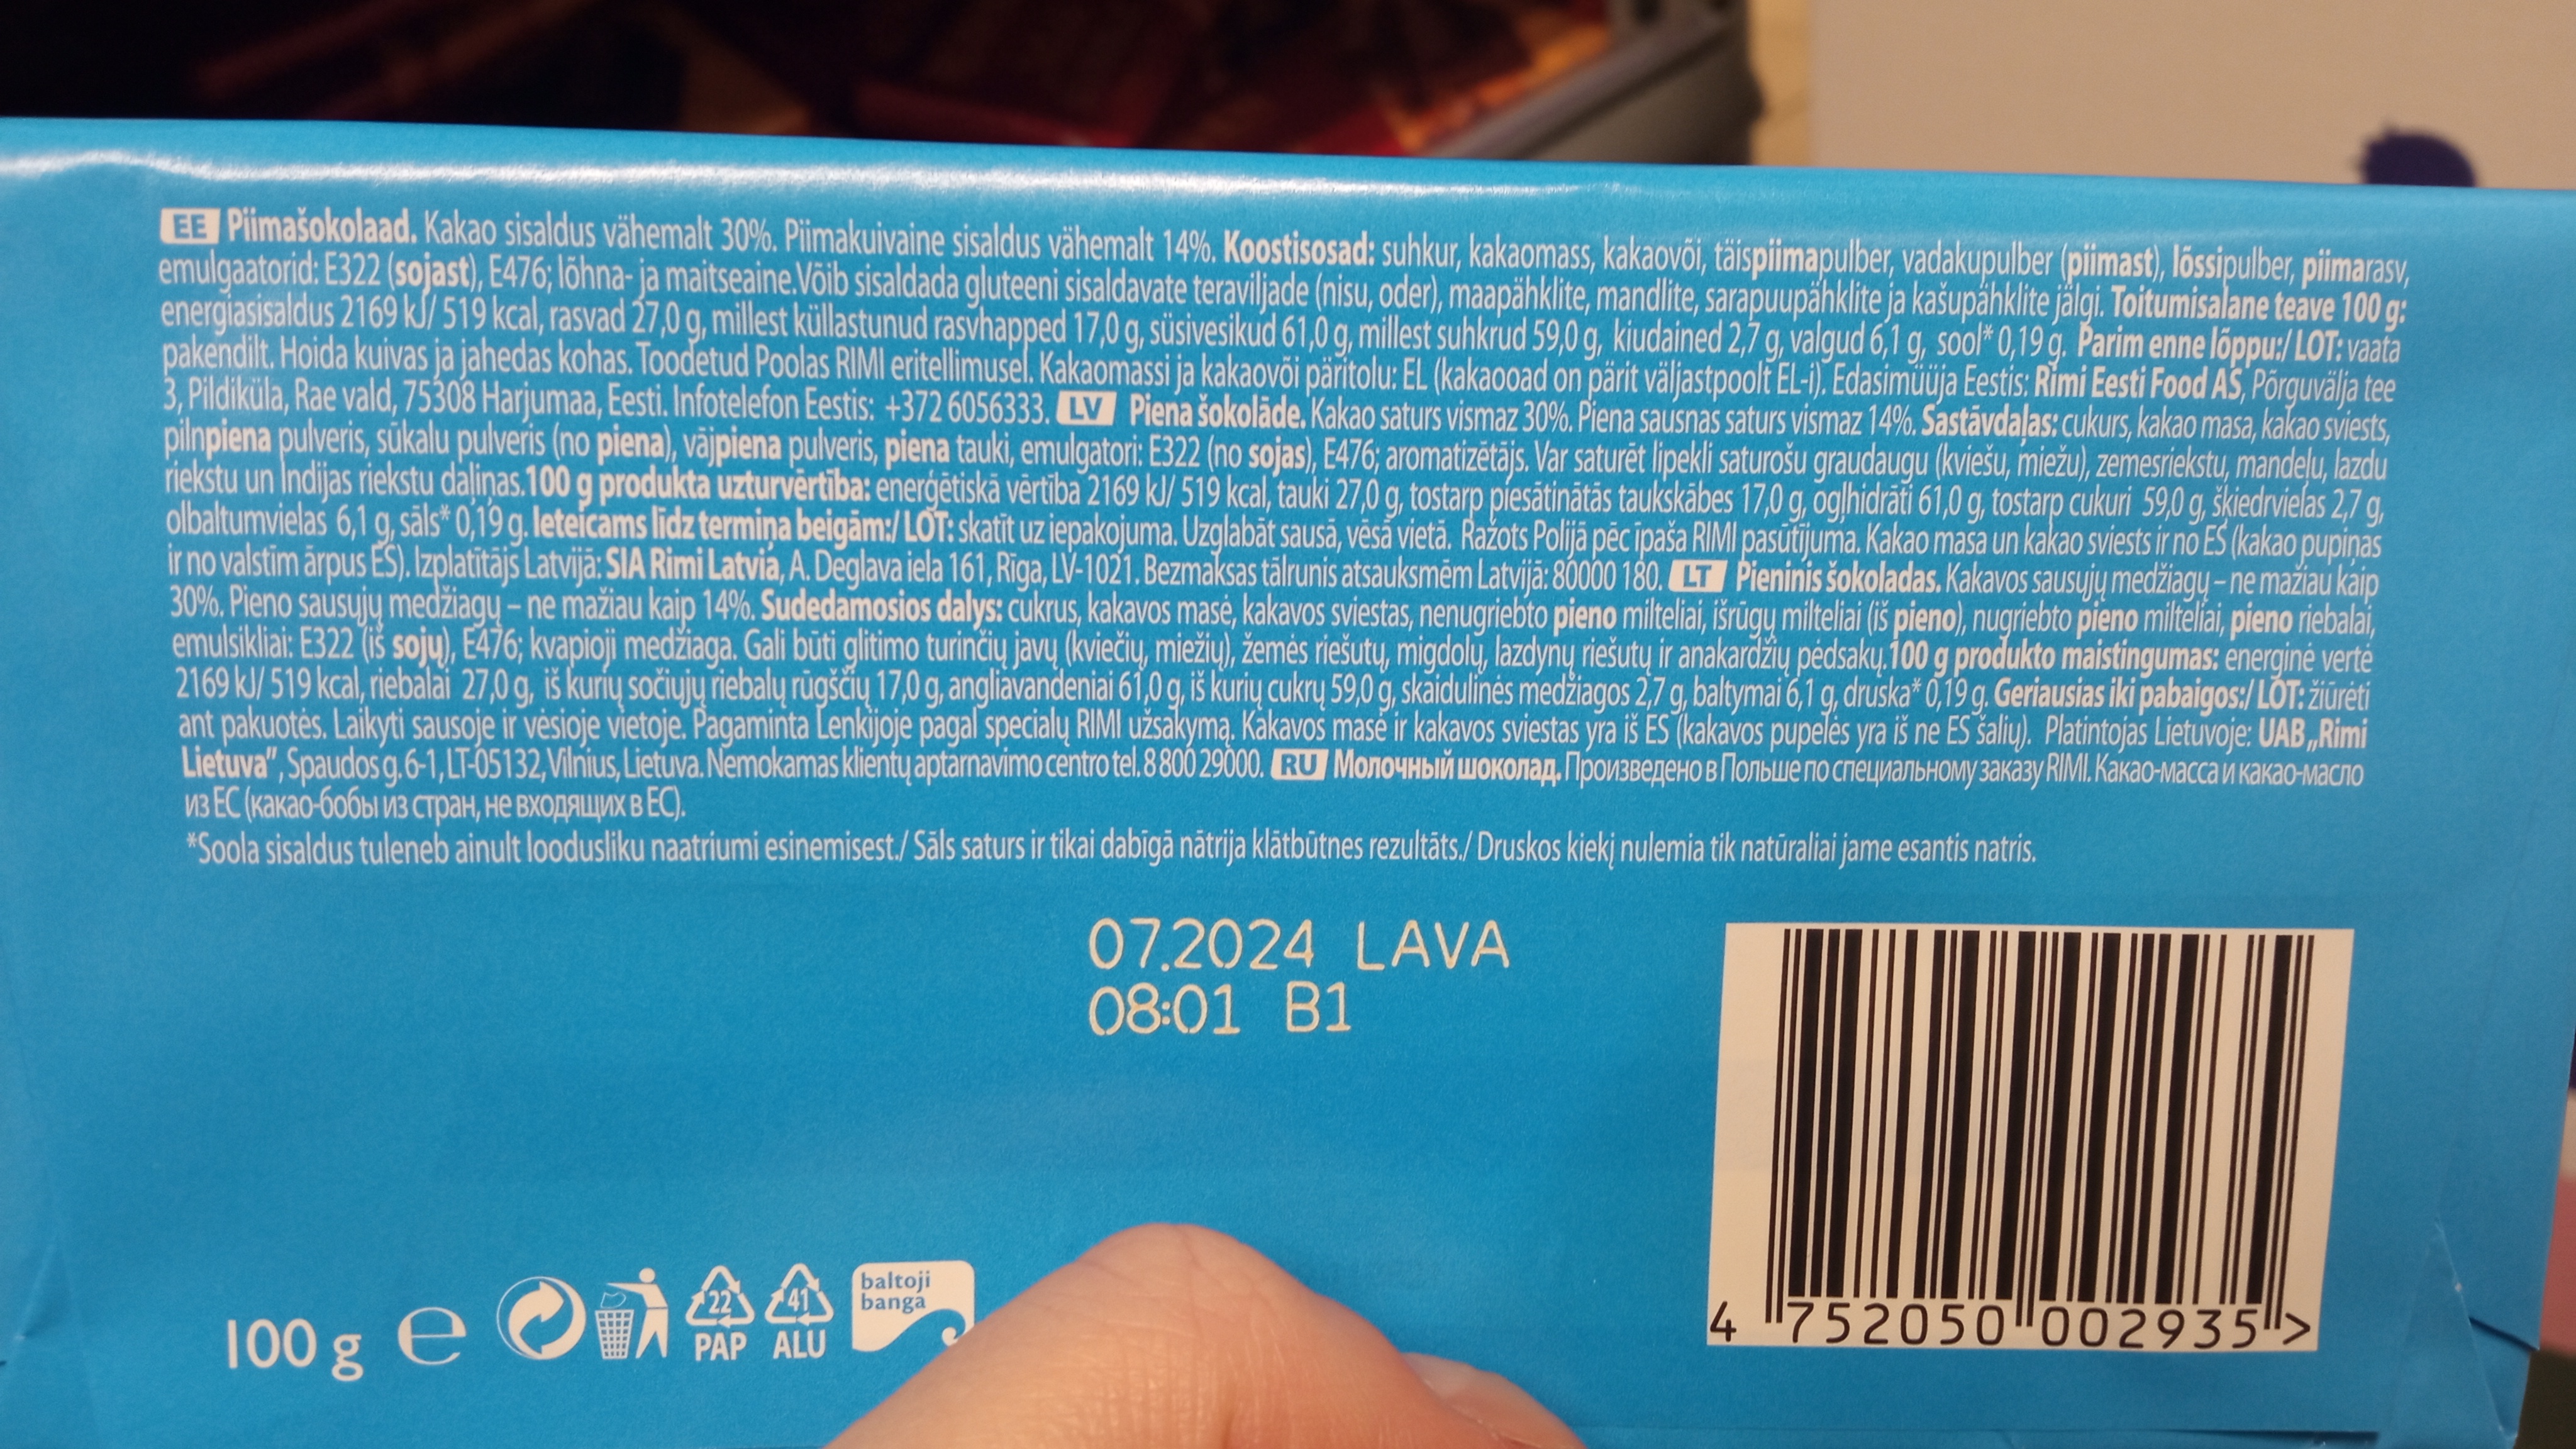 EE Piimašokolaad. Kakao sisaldus vähemalt 30%. Piimakuivaine sisaldus vähemalt 14%. Koostisosad: suhkur, kakaomass, kakaovõi, täispiimapulber, vadakupulber (piimast), lõssipulber, piimarasv,
emulgaatorid: E322 (sojast), E476; lõhna- ja maitseaine.Võib sisaldada gluteeni sisaldavate teraviljade (nisu, oder), maapähklite, mandlite, sarapuupähklite ja kašupähklite jälgi. Toitumisalane teave 100 g:
energiasisaldus 2169 kJ/ 519 kcal, rasvad 27,0 g, millest küllastunud rasvhapped 17,0 g, süsivesikud 61,0 g, millest suhkrud 59,0 g, kiudained 2,7 g, valgud 6,1 g, sool* 0,19 g. Parim enne lõppu:/ LOT: vaata
pakendilt. Hoida kuivas ja jahedas kohas. Toodetud Poolas RIMI eritellimusel. Kakaomassi ja kakaovõi päritolu: EL (kakaooad on pärit väljastpoolt EL-i). Edasimüüja Eestis: Rimi Eesti Food AS, Põrguvälja tee
3, Pildiküla, Rae vald, 75308 Harjumaa, Eesti. Infotelefon Eestis: +372 6056333. LV Piena šokolāde. Kakao saturs vismaz 30%. Piena sausnas saturs vismaz 14%. Sastāvdaļas: cukurs, kakao masa, kakao sviests,
pilnpiena pulveris, sūkalu pulveris (no piena), vājpiena pulveris, piena tauki, emulgatori: E322 (no sojas), E476; aromatizētājs. Var saturēt lipekli saturošu graudaugu (kviešu, miežu), zemesriekstu, mandeļu, lazdu
riekstu un Indijas riekstu daļiņas.100 g produkta uzturvērtība: enerģētiskā vērtība 2169 kJ/ 519 kcal, tauki 27,0 g, tostarp piesātinātās taukskābes 17,0 g, ogļhidrāti 61,0 g, tostarp cukuri 59,0 g, šķiedrvielas 2,7 g,
olbaltumvielas 6,1 g, sāls* 0,19 g. Ieteicams līdz termiņa beigām:/ LOT: skatīt uz iepakojuma. Uzglabāt sausā, vēsā vietā. Ražots Polijā pēc īpaša RIMI pasūtījuma. Kakao masa un kakao sviests ir no ES (kakao pupiņas
ir no valstīm ārpus ES). Izplatītājs Latvijā: SIA Rimi Latvia, A. Deglava iela 161, Rīga, LV-1021. Bezmaksas tālrunis atsauksmēm Latvijā: 80000 180. LT Pieninis šokoladas. Kakavos sausųjų medžiagų – ne mažiau kaip
30%. Pieno sausųjų medžiagų – ne mažiau kaip 14%. Sudedamosios dalys: cukrus, kakavos masė, kakavos sviestas, nenugriebto pieno milteliai, išrūgų milteliai (iš pieno), nugriebto pieno milteliai, pieno riebalai,
emulsikliai: E322 (iš sojų), E476; kvapioji medžiaga. Gali būti glitimo turinčių javų (kviečių, miežių), žemės riešutų, migdolų, lazdynų riešutų ir anakardžių pėdsakų.100 g produkto maistingumas: energinė vertė
2169 kJ/ 519 kcal, riebalai 27,0 g, iš kurių sočiųjų riebalų rūgščių 17,0 g, angliavandeniai 61,0 g, iš kurių cukrų 59,0 g, skaidulinės medžiagos 2,7 g, baltymai 6,1 g, druska* 0,19 g. Geriausias iki pabaigos:/ LOT: žiūrėti
ant pakuotės. Laikyti sausoje ir vėsioje vietoje. Pagaminta Lenkijoje pagal specialų RIMI užsakymą. Kakavos masė ir kakavos sviestas yra iš ES (kakavos pupelės yra iš ne ES šalių). Platintojas Lietuvoje: UAB „Rimi
Lietuva", Spaudos g. 6-1, LT-05132, Vilnius, Lietuva. Nemokamas klientų aptarnavimo centro tel. 8 800 29000. RU Молочный шоколад. Произведено в Польше по специальному заказу RIMI. Какао-масса и какао-масло
из ЕС (какао-бобы из стран, не входящих в ЕС).
*Soola sisaldus tuleneb ainult loodusliku naatriumi esinemisest./ Sāls saturs ir tikai dabīgā nātrija klātbūtnes rezultāts./ Druskos kiekį nulemia tik natūraliai jame esantis natris.
07.2024 LAVA
08:01 B1
100 g e
22
PAP
41
ALU
baltoji
banga
4 752050 002935 >